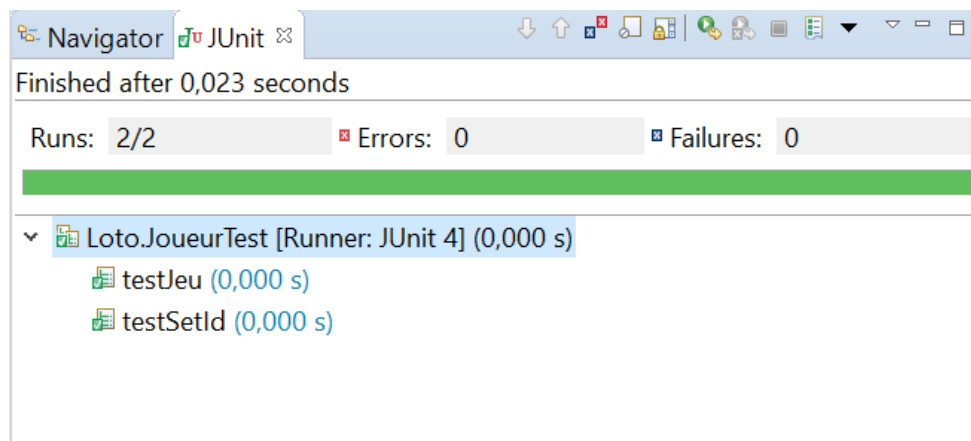 Navigator JUnit
Finished after 0,023 seconds
Runs: 2/2 Errors: 0 Failures: 0
Loto.JoueurTest [Runner: JUnit 4] (0,000 s)
testJeu (0,000 s)
testSetId (0,000 s)